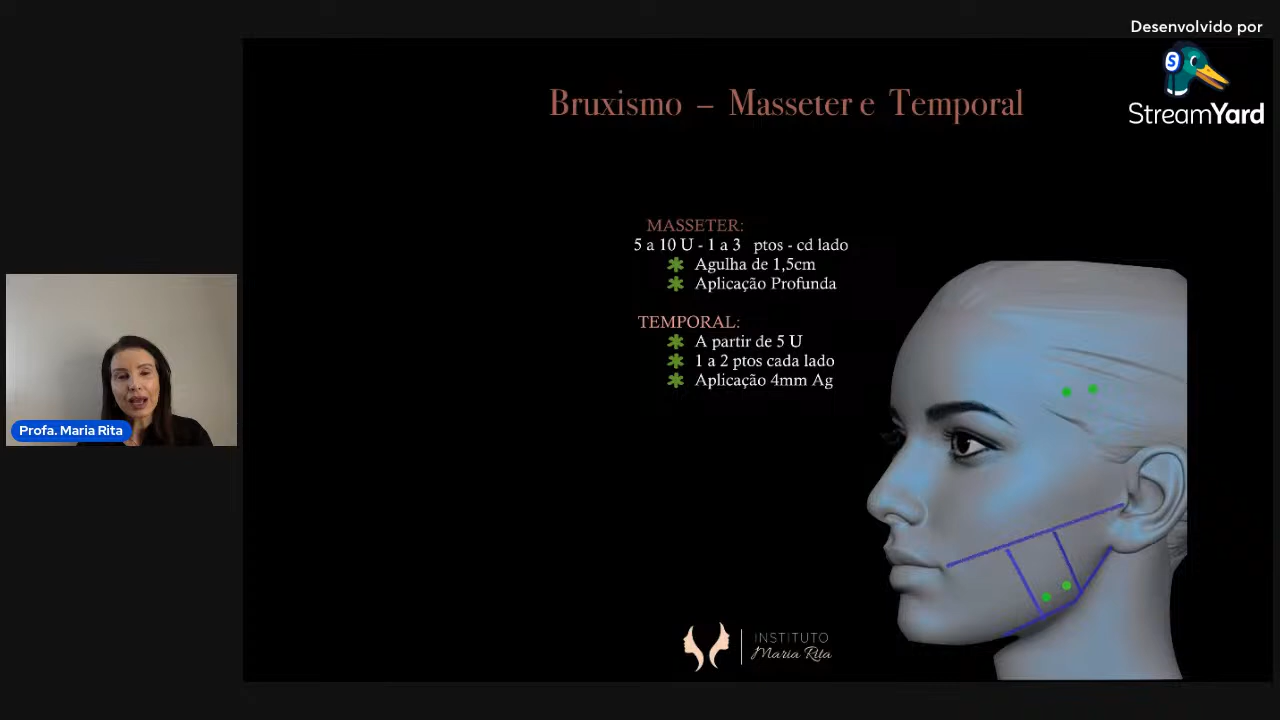 Desenvolvido por
StreamYard
Bruxismo – Masseter e Temporal
MASSETER:
5 a 10 U - 1 a 3 ptos - cd lado
Agulha de 1,5cm
Aplicação Profunda
TEMPORAL:
A partir de 5 U
1 a 2 ptos cada lado
Aplicação 4mm Ag
Profa. Maria Rita
INSTITUTO
Maria Rita